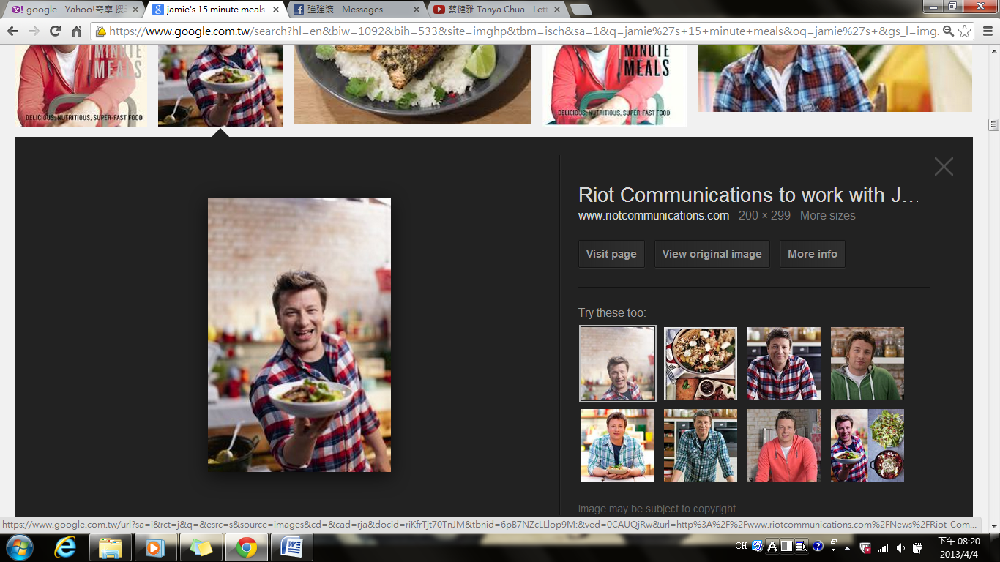 google - Yahoo!奇摩 搜尋
jamie's 15 minute meals
強強滾 - Messages
蔡健雅 Tanya Chua - Lett
https://www.google.com.tw/search?hl=en&biw=1092&bih=533&site=imghp&tbm=isch&sa=1&q=jamie%27s+15+minute+meals&oq=jamie%27s+&gs_l=img.
MINUTE
MEALS
DELICIOUS, NUTRITIOUS, SUPER-FAST FOOD
MINUTE
MEALS
DELICIOUS, NUTRITIOUS, SUPER-FAST FOOD
Riot Communications to work with J…
www.riotcommunications.com - 200 × 299 - More sizes
Visit page
View original image
More info
Try these too:
Image may be subject to copyright.
https://www.google.com.tw/url?sa=i&rct=j&q=&esrc=s&source=images&cd=&cad=rja&docid=riKfrTjt70TnJM&tbnid=6pB7NZcLLlop9M:&ved=0CAUQjRw&url=http%3A%2F%2Fwww.riotcommunications.com%2FNews%2FRiot-Com...
CH
A
下午 08:20
2013/4/4